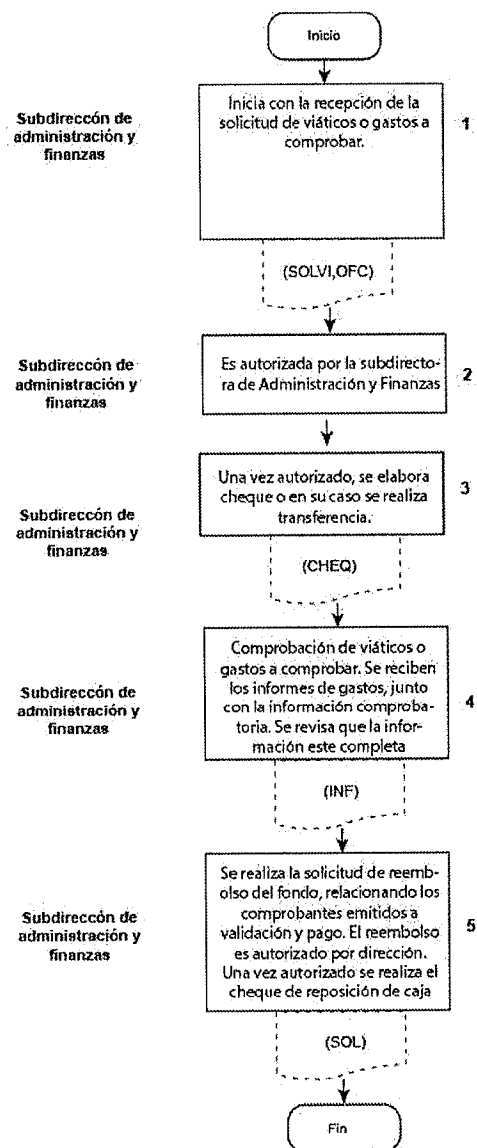 Inicio
Subdireccón de
administración y
finanzas
Inicia con la recepción de la
solicitud de viáticos o gastos a
comprobar.
1
(SOLVI,OFC)
Subdireccón de
administración y
finanzas
Es autorizada por la subdirecto-
ra de Administración y Finanzas
2
Subdireccón de
administración y
finanzas
Una vez autorizado, se elabora
cheque o en su caso se realiza
transferencia.
3
(CHEQ)
Subdireccón de
administración y
finanzas
Comprobación de viáticos o
gastos a comprobar. Se reciben
los informes de gastos, junto
con la información comproba-
toria. Se revisa que la infor-
mación este completa
4
(INF)
Subdireccón de
administración y
finanzas
Se realiza la solicitud de reemb-
olso del fondo, relacionando los
comprobantes emitidos a
validación y pago. El reembolso
es autorizado por dirección.
Una vez autorizado se realiza el
cheque de reposición de caja
5
(SOL)
Fin